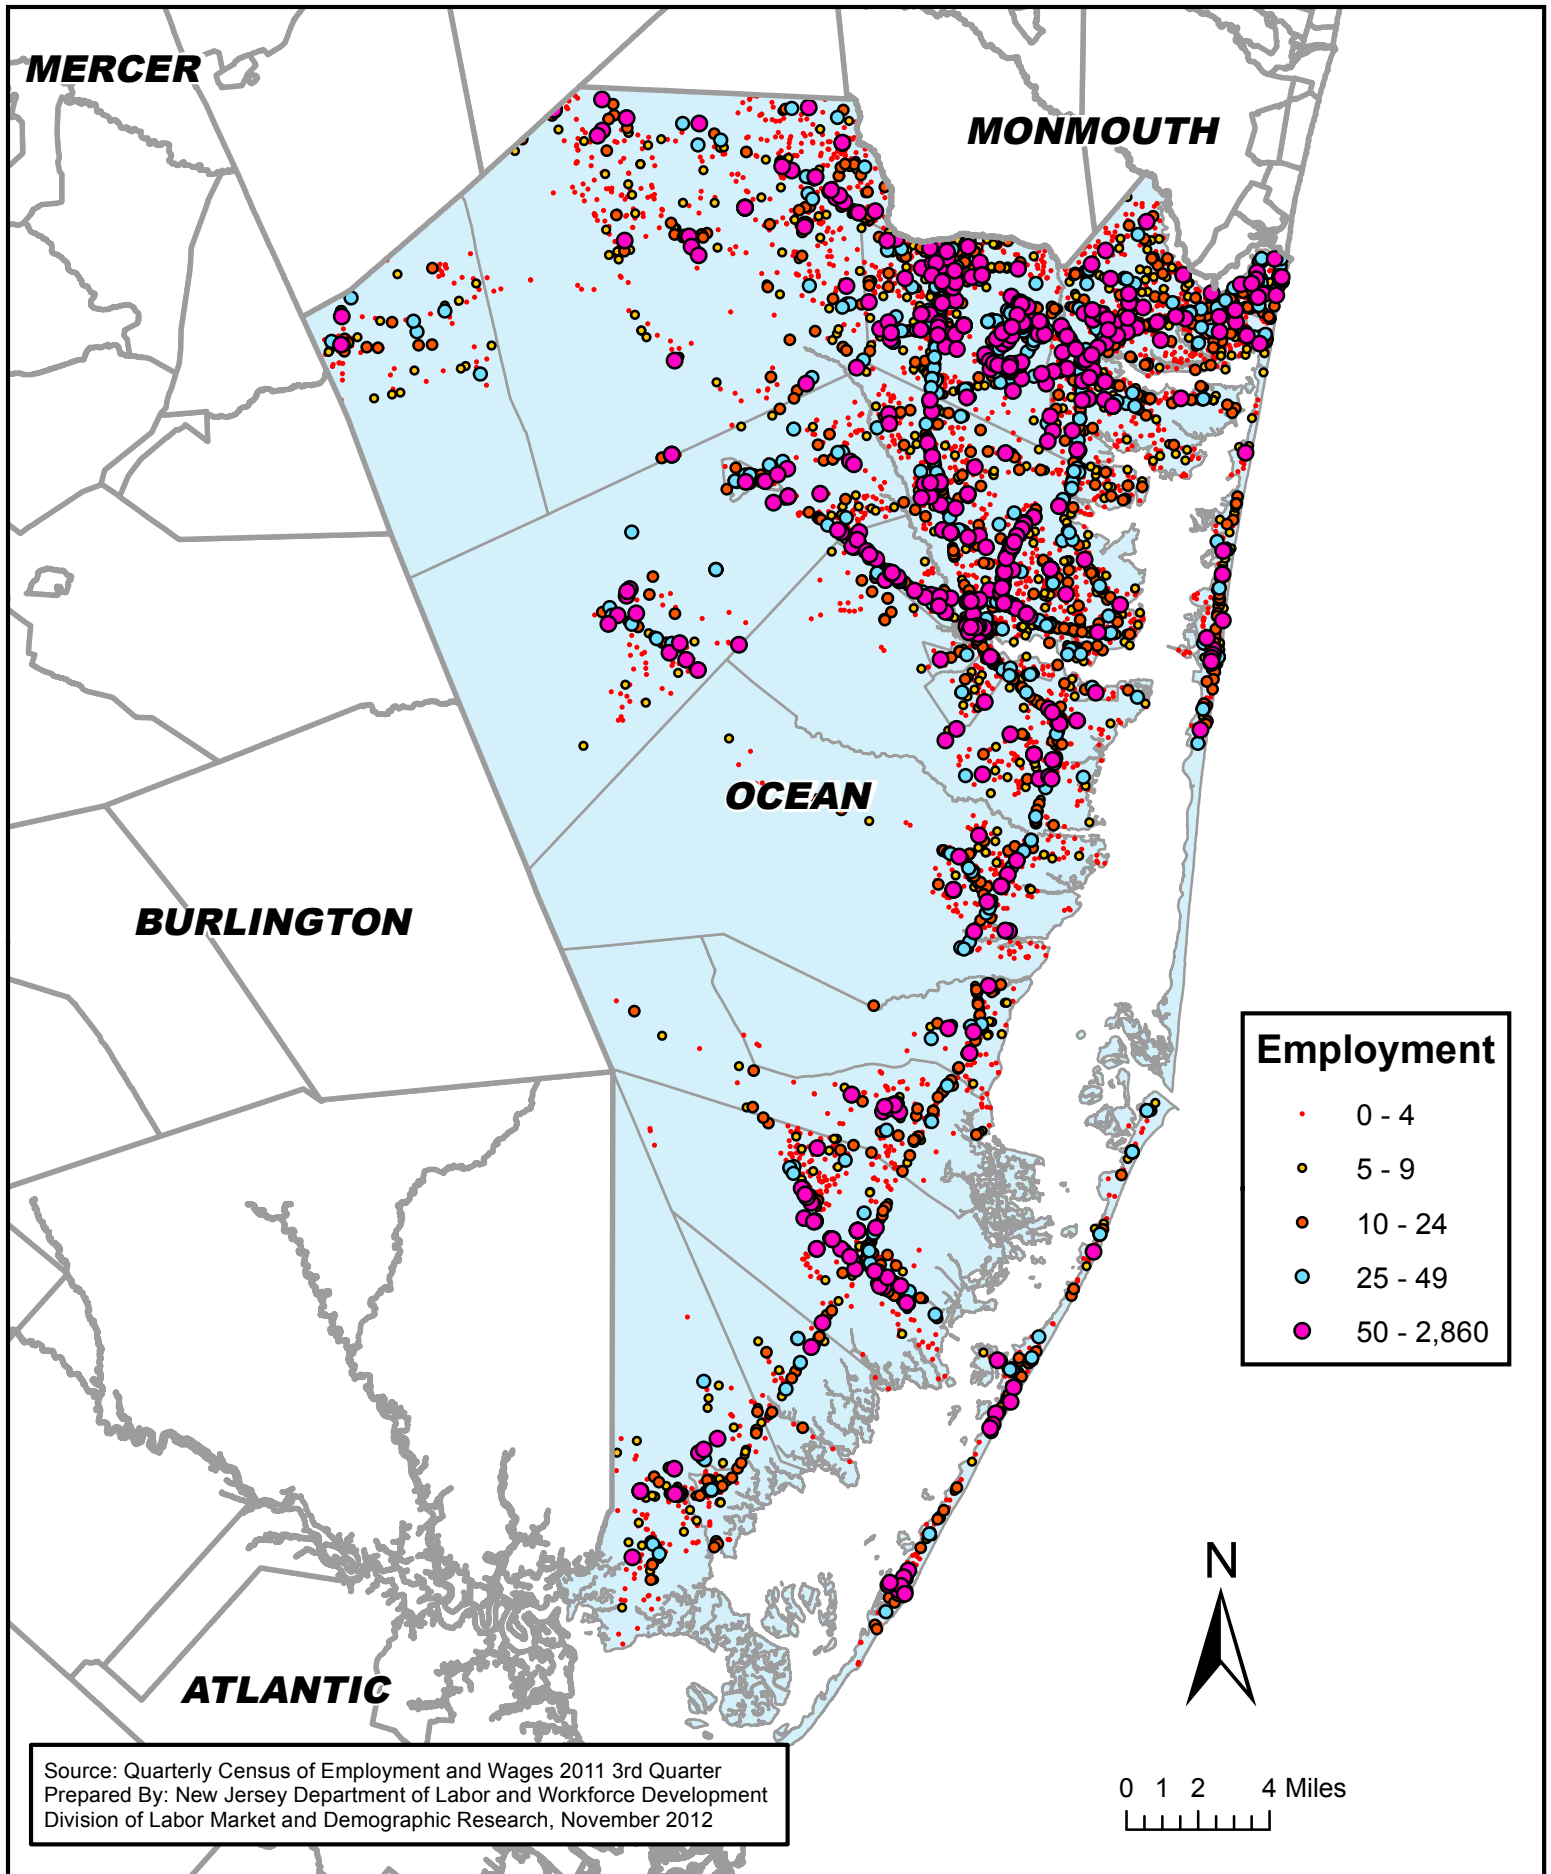 MERCER
MONMOUTH
OCEAN
BURLINGTON
Employment
0 - 4
5 - 9
10 - 24
25 - 49
50 - 2,860
N
ATLANTIC
Source: Quarterly Census of Employment and Wages 2011 3rd Quarter
Prepared By: New Jersey Department of Labor and Workforce Development
Division of Labor Market and Demographic Research, November 2012
0 1 2 4 Miles